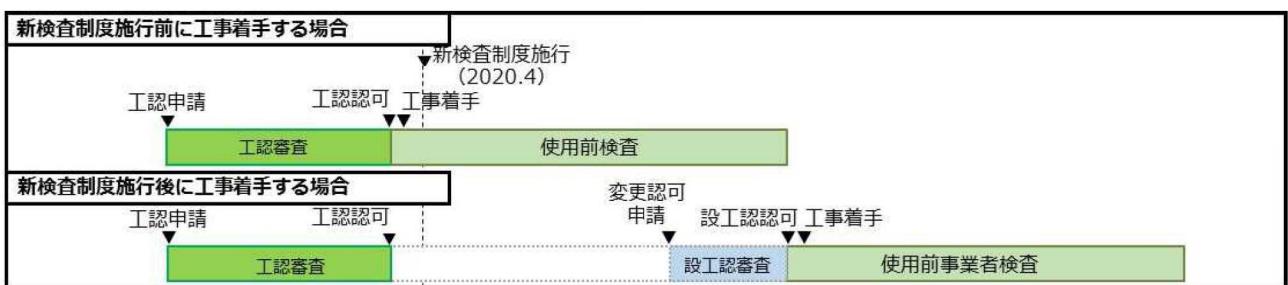 新検査制度施行前に工事着手する場合
新検査制度施行
（2020.4）
工認申請
工認認可
工事着手
工認審査
使用前検査
新検査制度施行後に工事着手する場合
変更認可
申請
工認申請
工認認可
設工認認可
工事着手
工認審査
設工認審査
使用前事業者検査